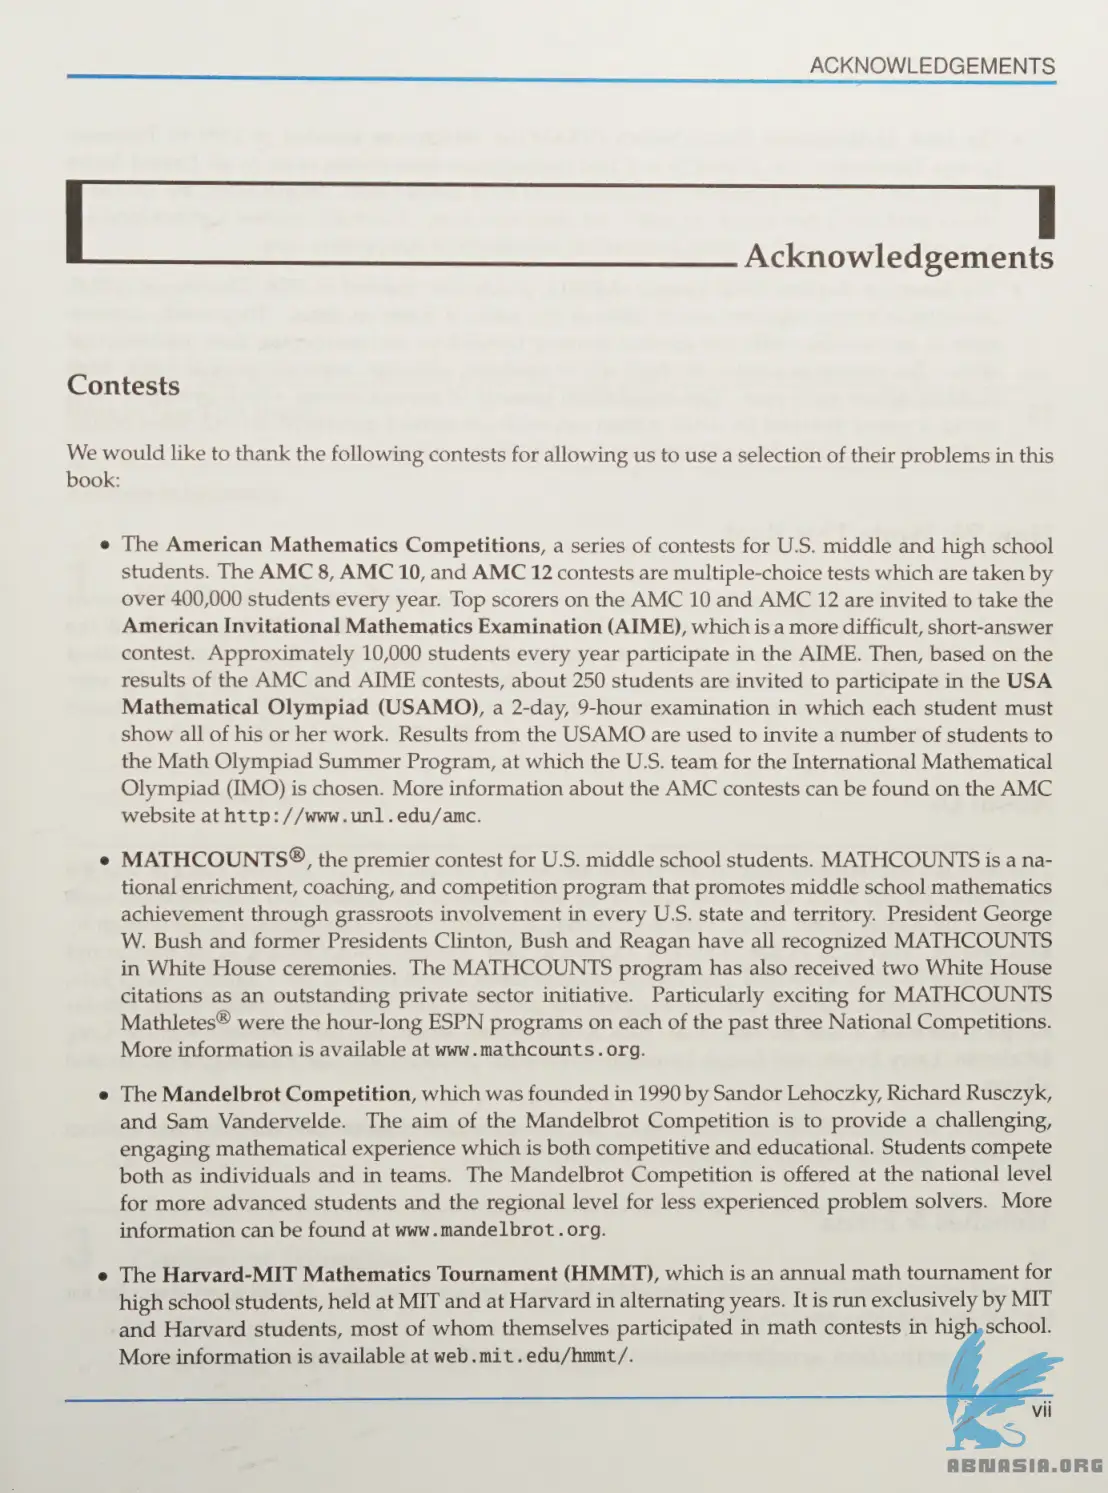 ACKNOWLEDGEMENTS
Acknowledgements
Contests
We would like to thank the following contests for allowing us to use a selection of their problems in this
book:
• The American Mathematics Competitions, a series of contests for U.S. middle and high school
students. The AMC 8, AMC 10, and AMC 12 contests are multiple-choice tests which are taken by
over 400,000 students every year. Top scorers on the AMC 10 and AMC 12 are invited to take the
American Invitational Mathematics Examination (AIME), which is a more difficult, short-answer
contest. Approximately 10,000 students every year participate in the AIME. Then, based on the
results of the AMC and AIME contests, about 250 students are invited to participate in the USA
Mathematical Olympiad (USAMO), a 2-day, 9-hour examination in which each student must
show all of his or her work. Results from the USAMO are used to invite a number of students to
the Math Olympiad Summer Program, at which the U.S. team for the International Mathematical
Olympiad (IMO) is chosen. More information about the AMC contests can be found on the AMC
website at http://www.unl.edu/amc.
• MATHCOUNTS®, the premier contest for U.S. middle school students. MATHCOUNTS is a na-
tional enrichment, coaching, and competition program that promotes middle school mathematics
achievement through grassroots involvement in every U.S. state and territory. President George
W. Bush and former Presidents Clinton, Bush and Reagan have all recognized MATHCOUNTS
in White House ceremonies. The MATHCOUNTS program has also received two White House
citations as an outstanding private sector initiative. Particularly exciting for MATHCOUNTS
Mathletes® were the hour-long ESPN programs on each of the past three National Competitions.
More information is available at www.mathcounts.org.
• The Mandelbrot Competition, which was founded in 1990 by Sandor Lehoczky, Richard Rusczyk,
and Sam Vandervelde. The aim of the Mandelbrot Competition is to provide a challenging,
engaging mathematical experience which is both competitive and educational. Students compete
both as individuals and in teams. The Mandelbrot Competition is offered at the national level
for more advanced students and the regional level for less experienced problem solvers. More
information can be found at www.mandelbrot.org.
• The Harvard-MIT Mathematics Tournament (HMMT), which is an annual math tournament for
high school students, held at MIT and at Harvard in alternating years. It is run exclusively by MIT
and Harvard students, most of whom themselves participated in math contests in high school.
More information is available at web.mit.edu/hmmt/.
vii
ABNASIA.ORG